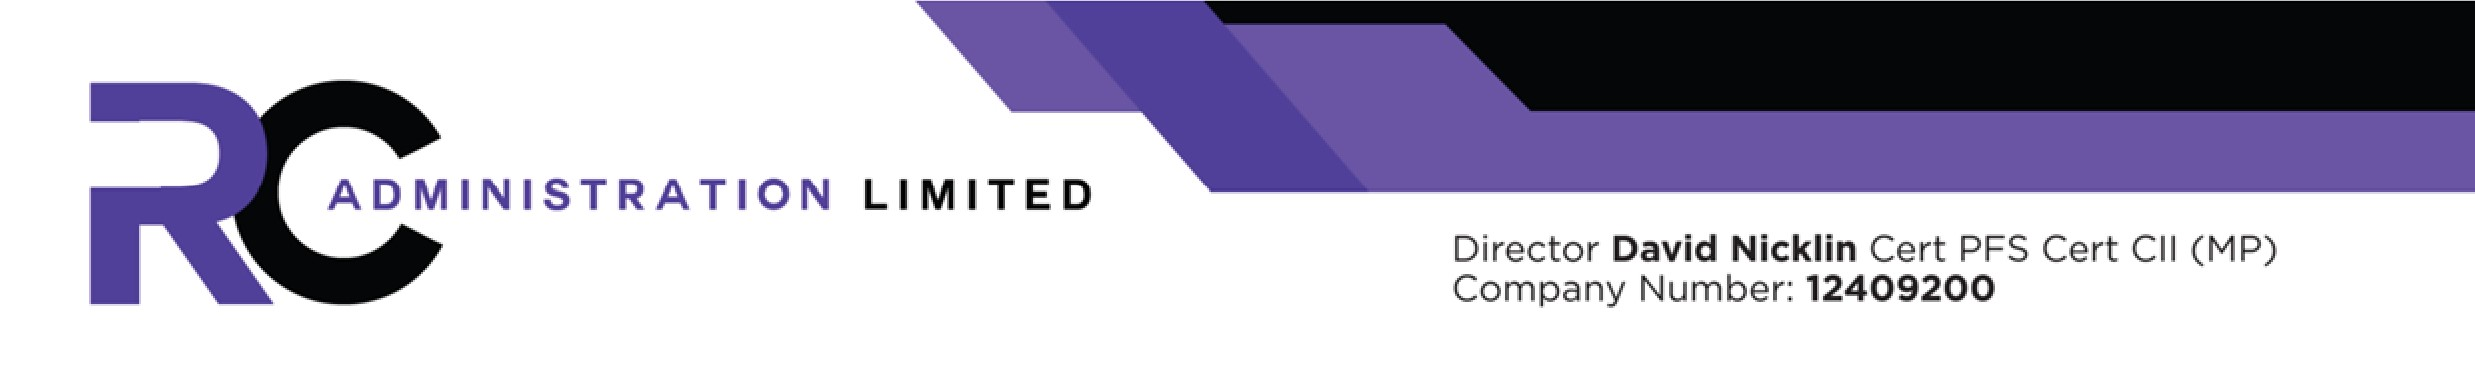 RC
ADMINISTRATION LIMITED
Director David Nicklin Cert PFS Cert CII (MP)
Company Number: 12409200